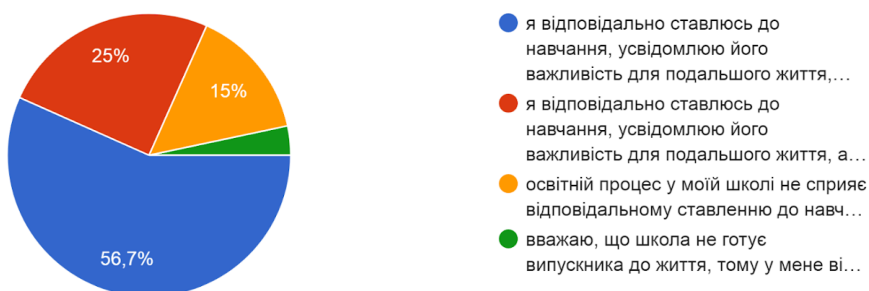 25%
15%
56,7%
я відповідально ставлюсь до
навчання, усвідомлюю його
важливість для подальшого життя,...
я відповідально ставлюсь до
навчання, усвідомлюю його
важливість для подальшого життя, а...
освітній процес у моїй школі не сприяє
відповідальному ставленню до навч...
вважаю, що школа не готує
випускника до життя, тому у мене ві...